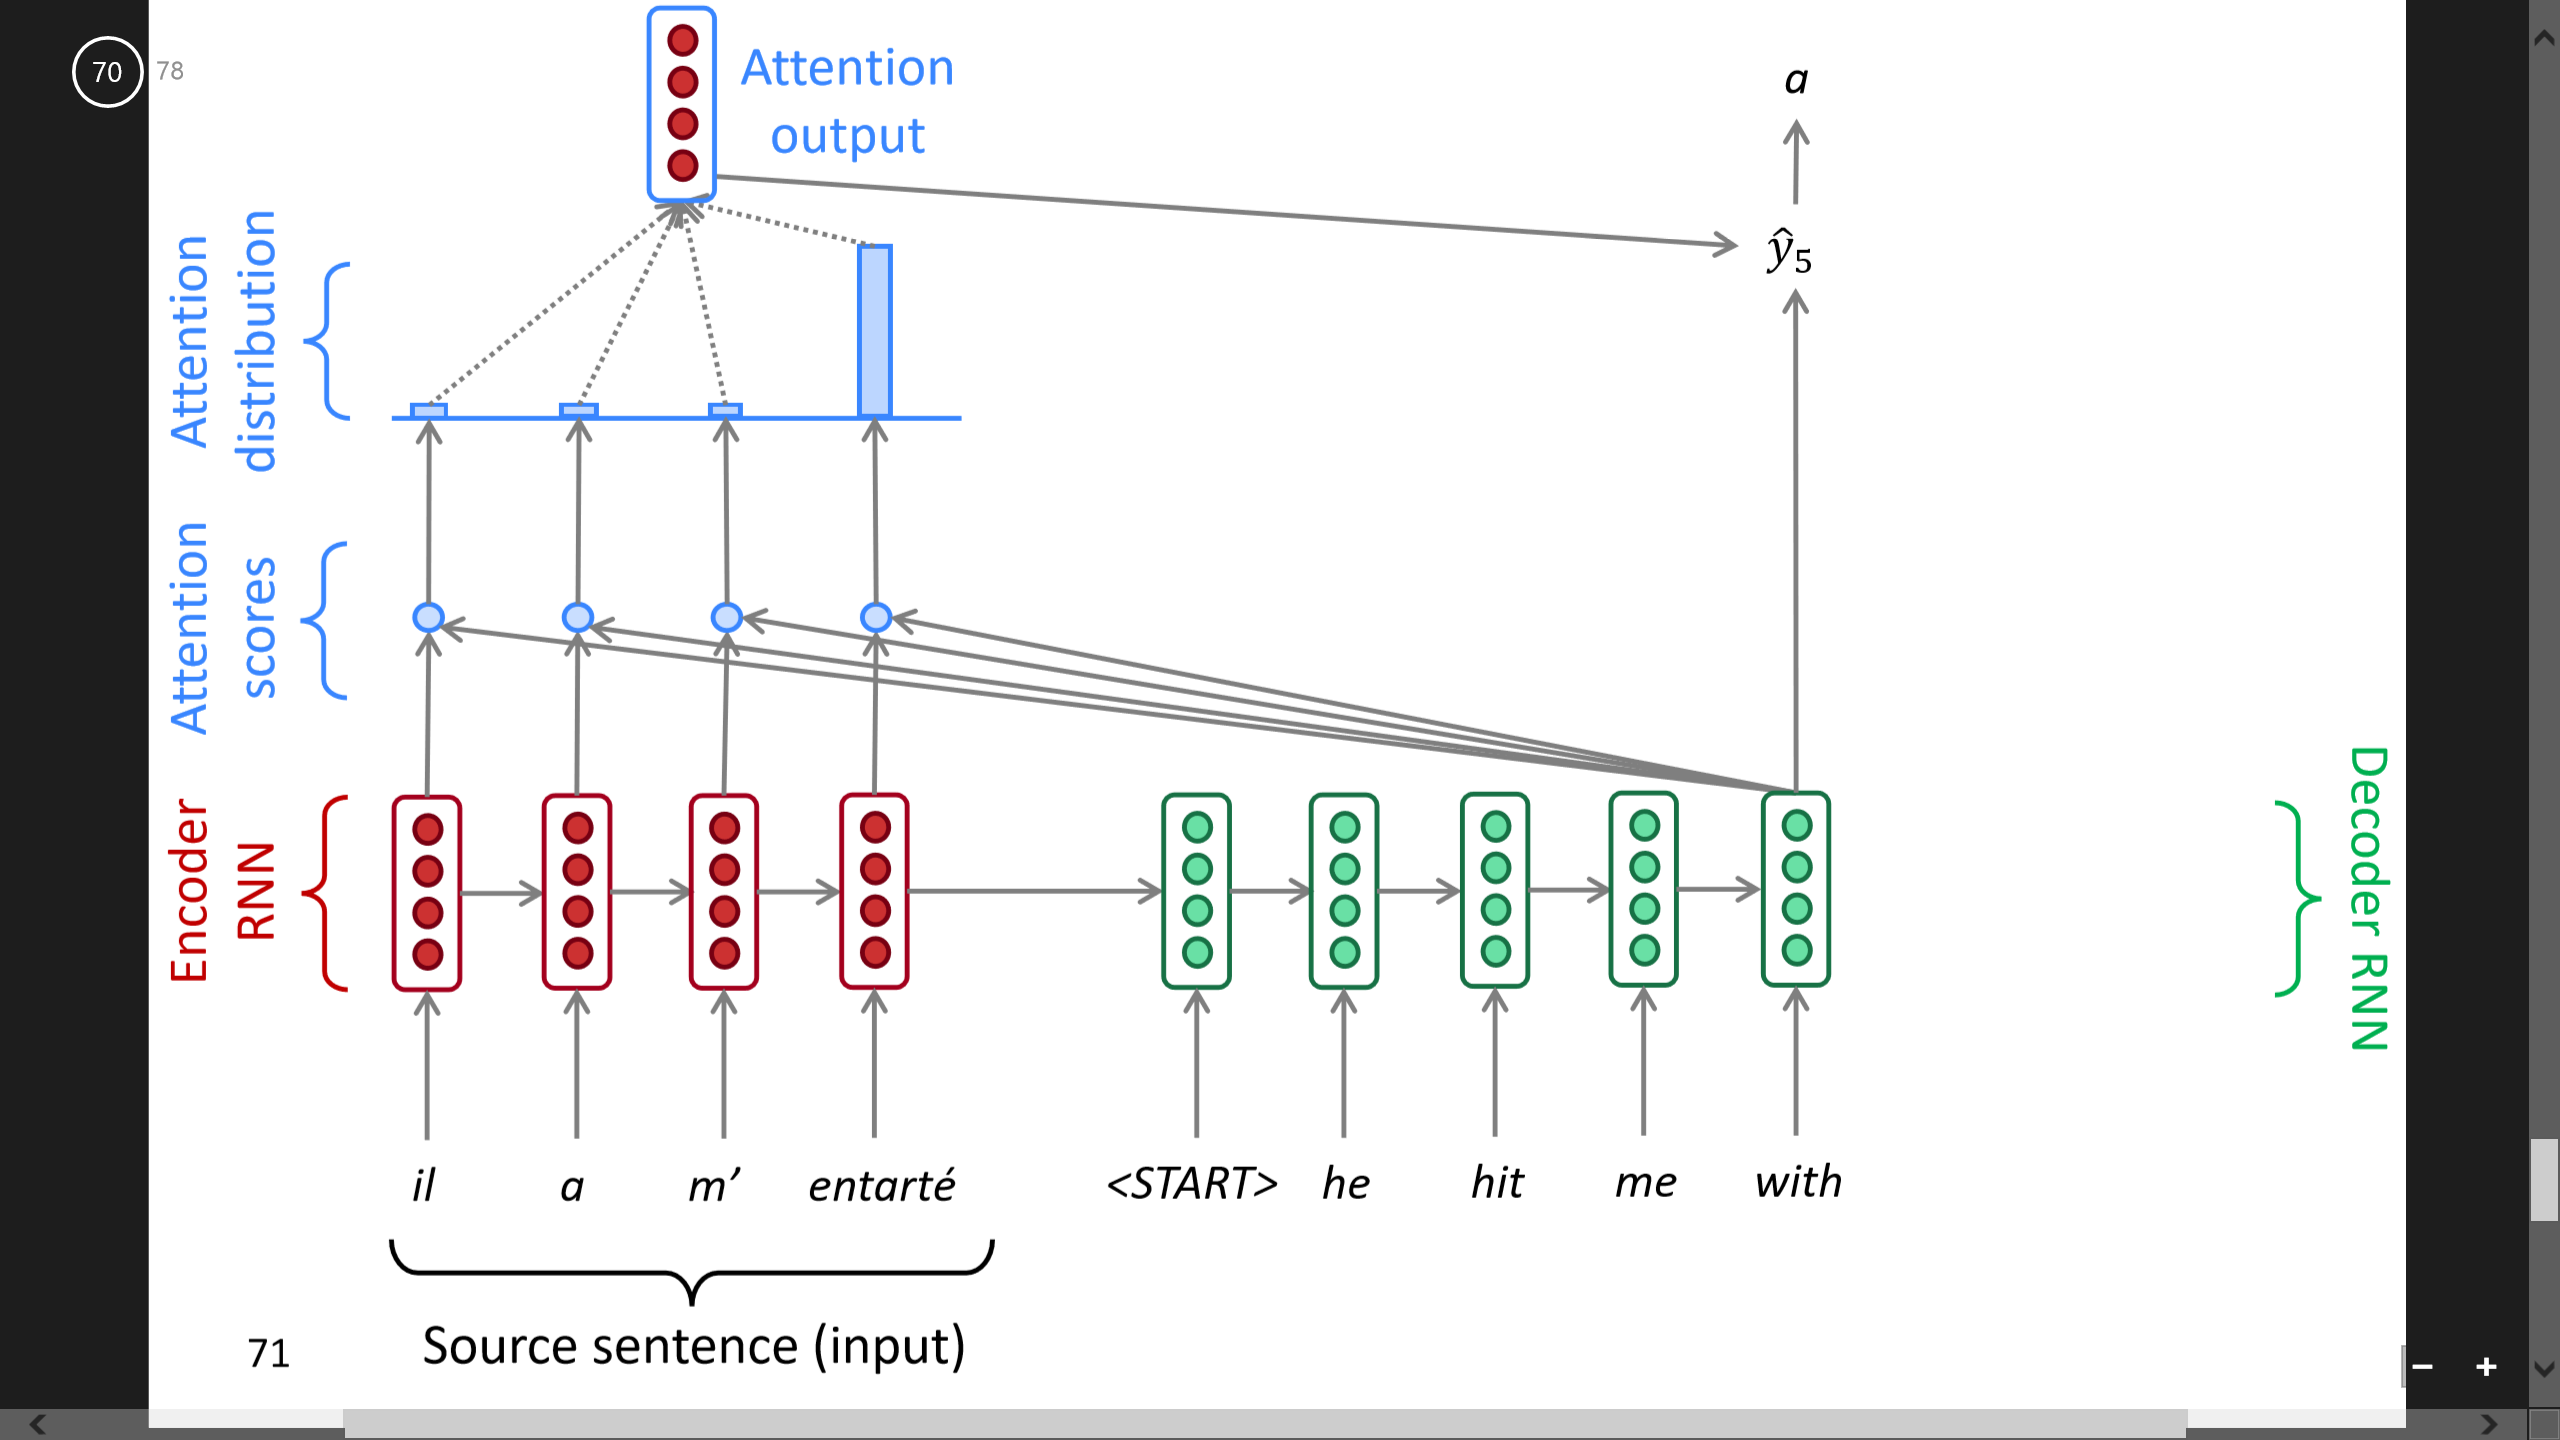 70 78
Attention
output
a
ŷ5
Attention
distribution
Attention
scores
Encoder
RNN
Decoder RNN
il a m’ entarté <START> he hit me with
Source sentence (input)
71
− +